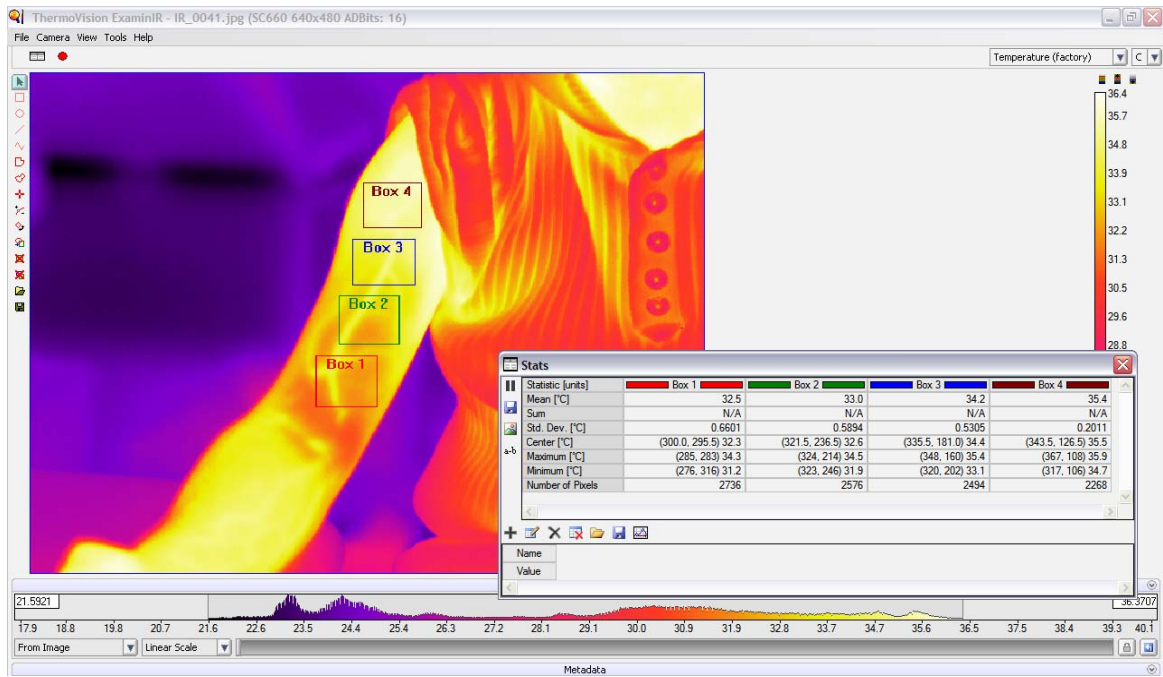 ThermoVision ExaminIR - IR_0041.jpg (SC660 640x480 ADBits: 16)
File Camera View Tools Help
Temperature (factory) C
36.4
35.7
34.8
33.9
33.1
32.2
31.3
30.5
29.6
28.8
Box 4
Box 3
Box 2
Box 1
Stats
Statistic [units] Box 1 Box 2 Box 3 Box 4
Mean [°C] 32.5 33.0 34.2 35.4
Sum N/A N/A N/A N/A
Std. Dev. [°C] 0.6601 0.5894 0.5305 0.2011
Center [°C] (300.0, 295.5) 32.3 (321.5, 236.5) 32.6 (335.5, 181.0) 34.4 (343.5, 126.5) 35.5
Maximum [°C] (285, 283) 34.3 (324, 214) 34.5 (348, 160) 35.4 (367, 108) 35.9
Minimum [°C] (276, 316) 31.2 (323, 246) 31.9 (320, 202) 33.1 (317, 106) 34.7
Number of Pixels 2736 2576 2494 2268
a-b
Name
Value
21.5921 36.3707
17.9 18.8 19.8 20.7 21.6 22.6 23.5 24.4 25.4 26.3 27.2 28.1 29.1 30.0 30.9 31.9 32.8 33.7 34.7 35.6 36.5 37.5 38.4 39.3 40.1
From Image Linear Scale
Metadata